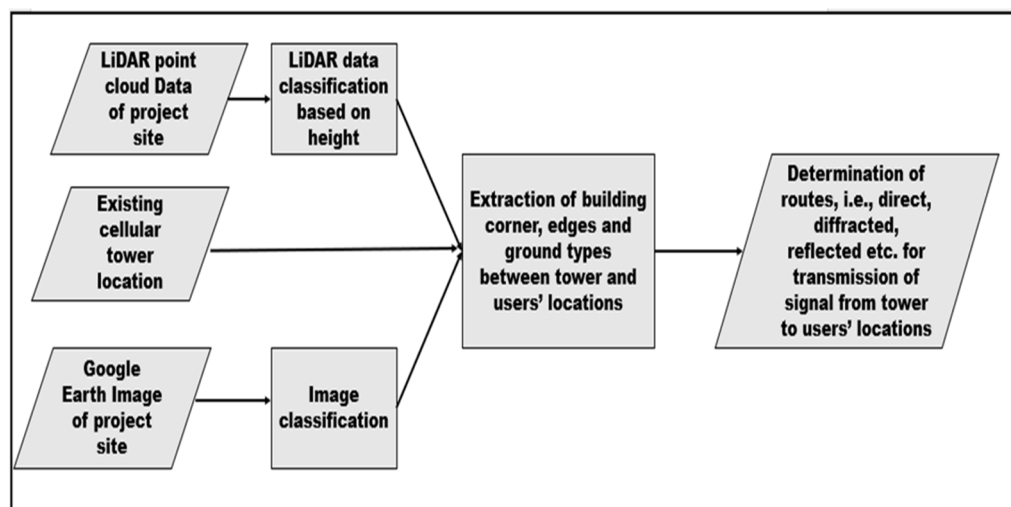 LiDAR point
cloud Data
of project
site
LiDAR data
classification
based on
height
Existing
cellular
tower
location
Google
Earth Image
of project
site
Image
classification
Extraction of building
corner, edges and
ground types
between tower and
users' locations
Determination of
routes, i.e., direct,
diffracted,
reflected etc. for
transmission of
signal from tower
to users' locations